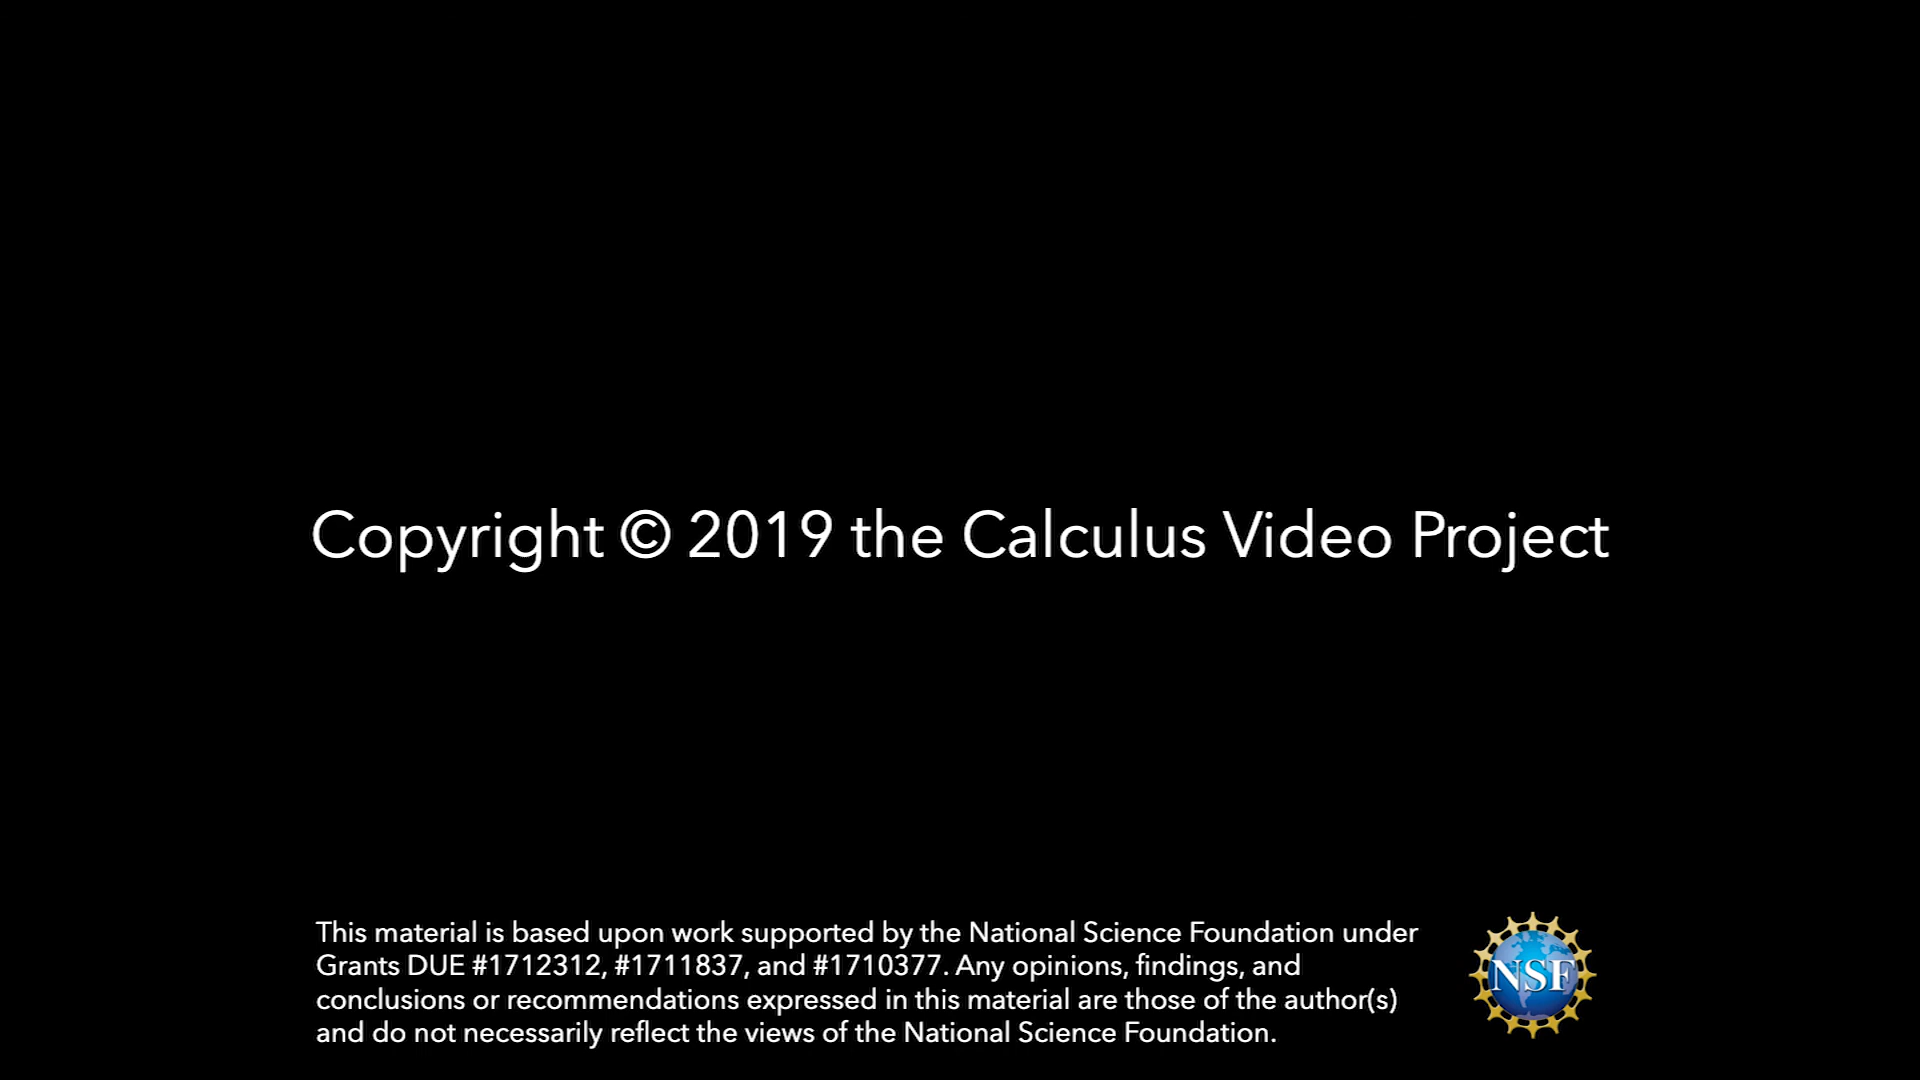 Copyright © 2019 the Calculus Video Project
This material is based upon work supported by the National Science Foundation under
Grants DUE #1712312, #1711837, and #1710377. Any opinions, findings, and
conclusions or recommendations expressed in this material are those of the author(s)
and do not necessarily reflect the views of the National Science Foundation.
NSF